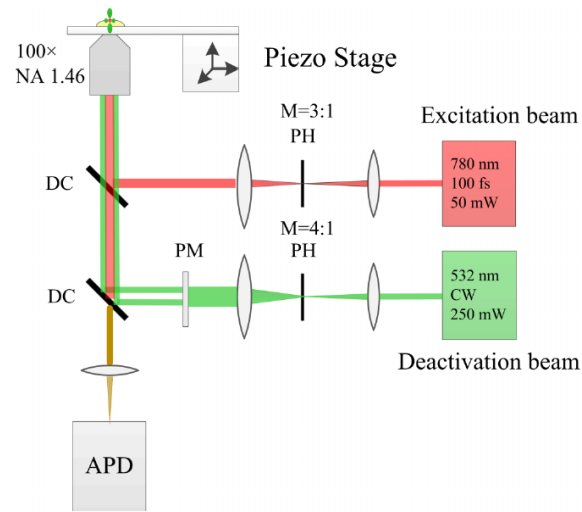 100×
NA 1.46
Piezo Stage
M=3:1
PH
Excitation beam
780 nm
100 fs
50 mW
DC
M=4:1
PH
PM
DC
532 nm
CW
250 mW
Deactivation beam
APD